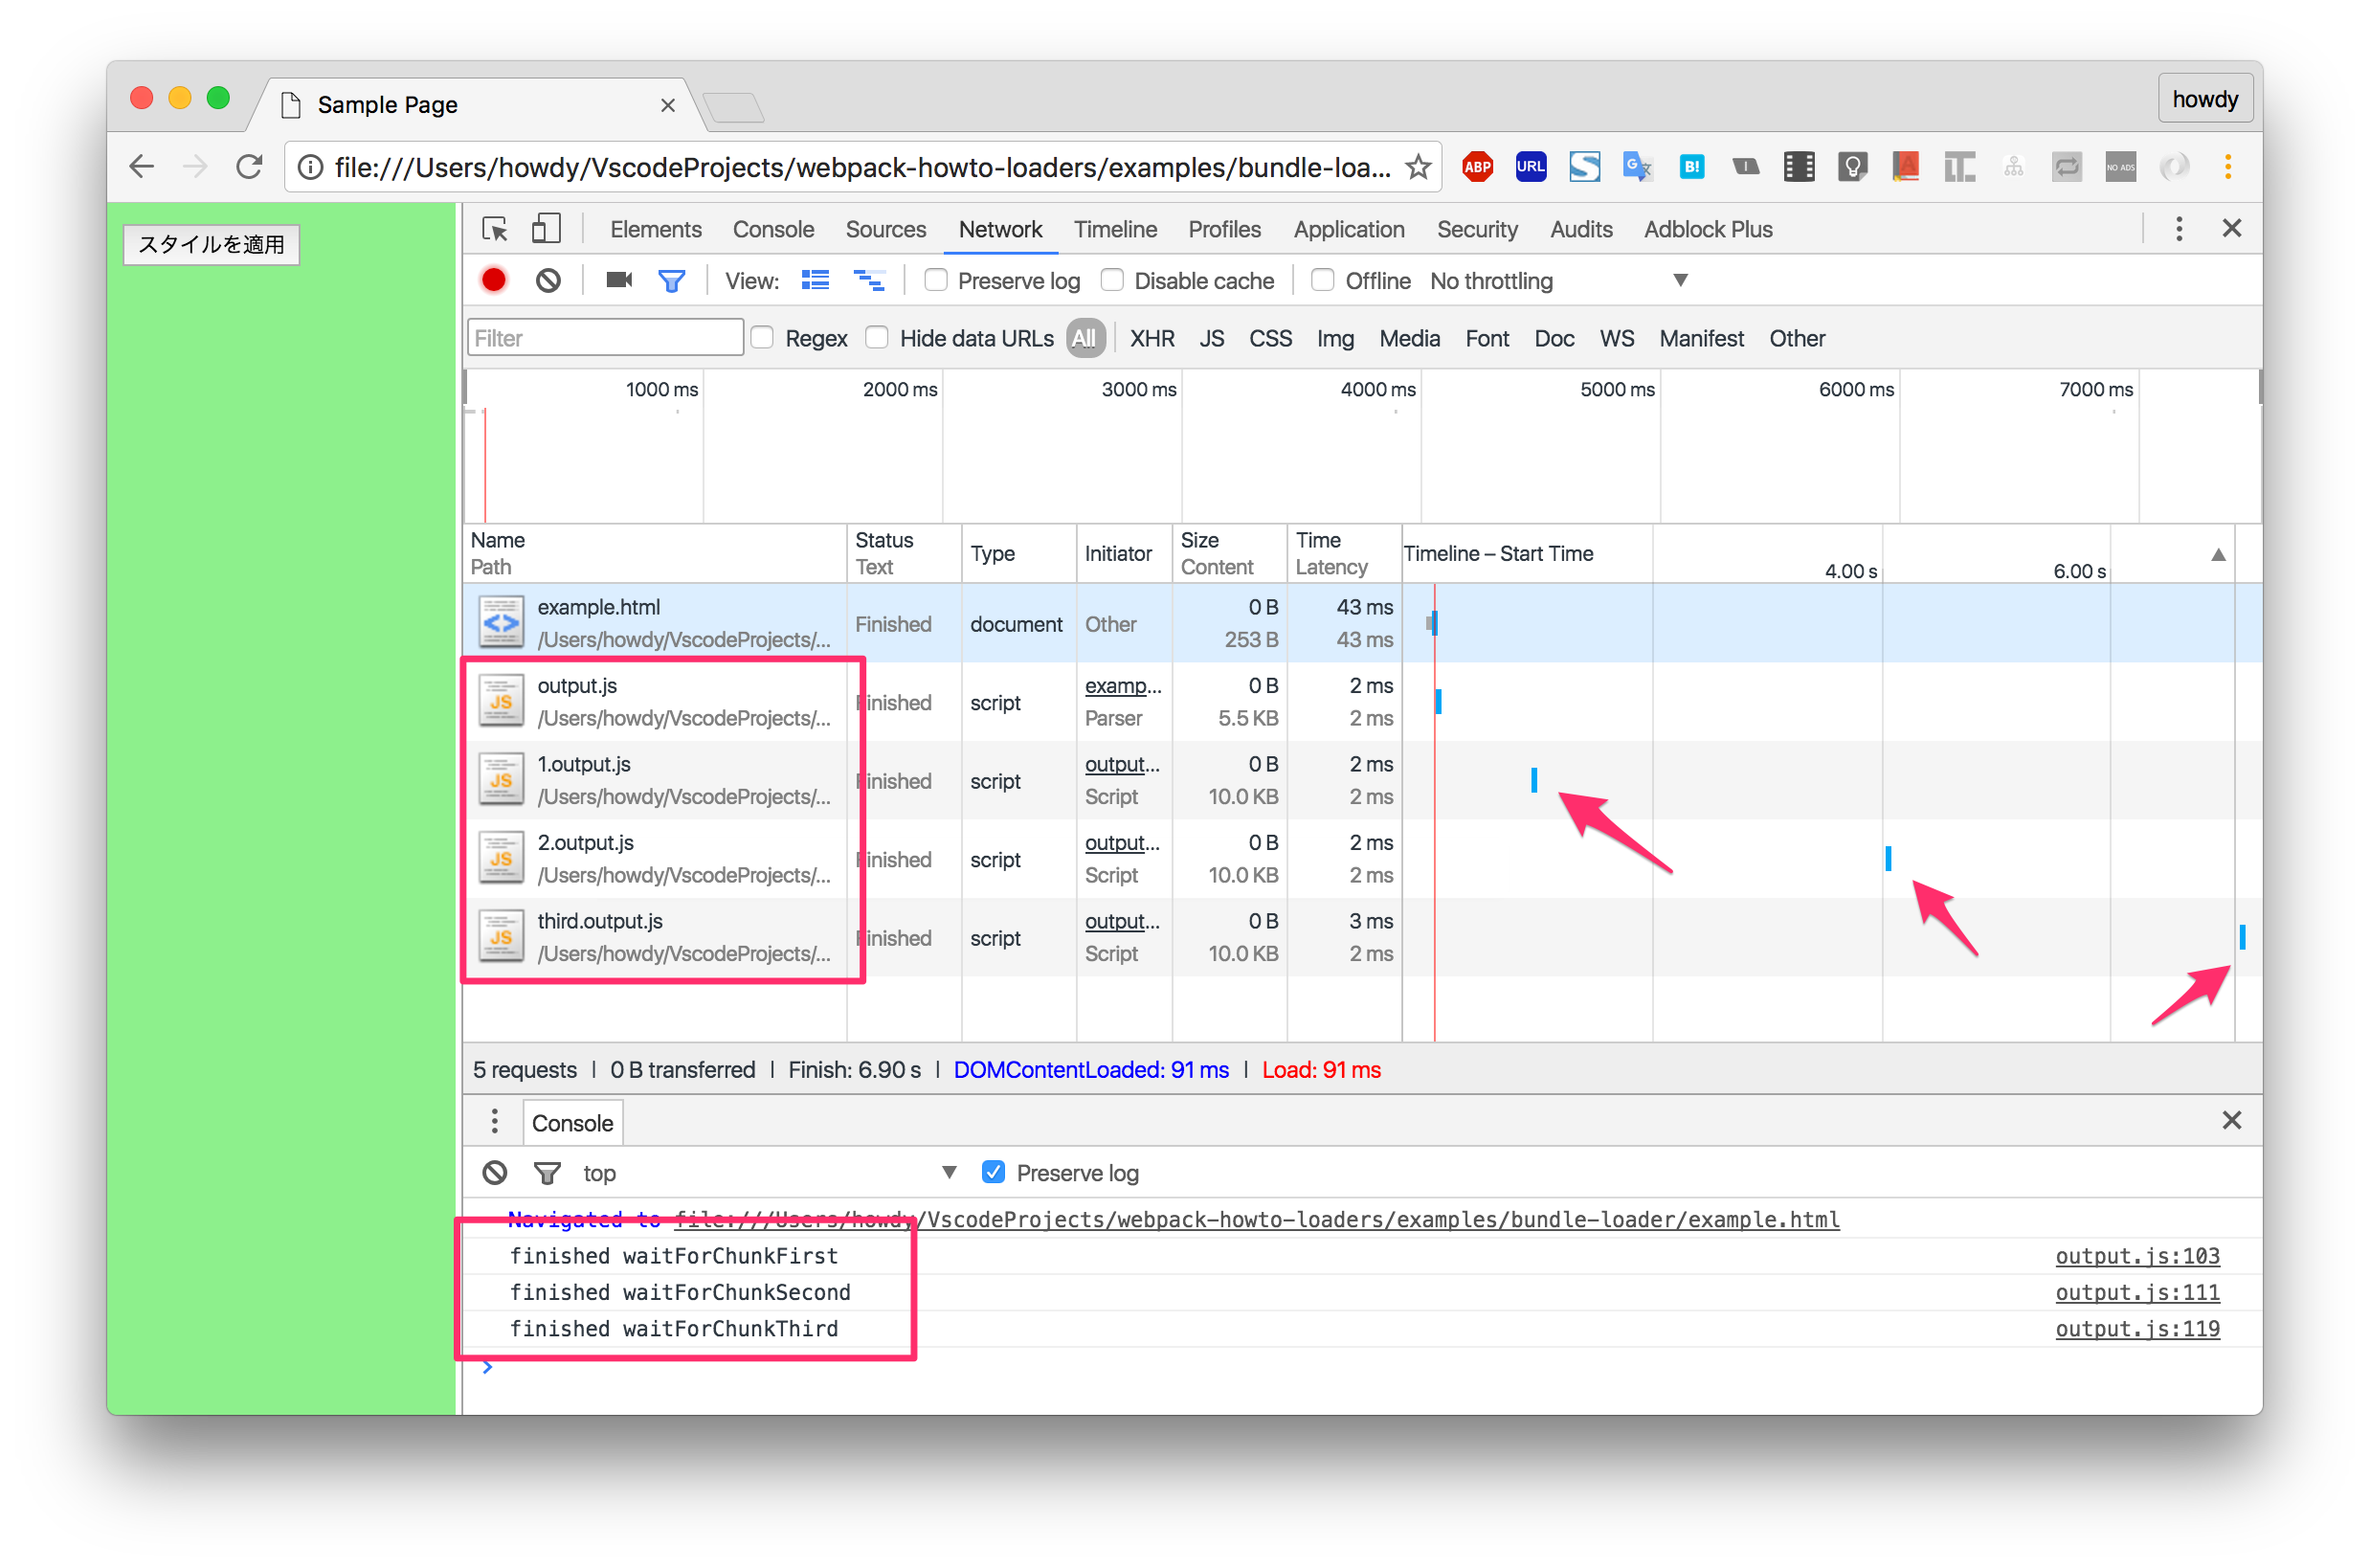 Sample Page
howdy
file:///Users/howdy/VscodeProjects/webpack-howto-loaders/examples/bundle-loa...
ABP
URL
B!
NO ADS
スタイルを適用
Elements Console Sources Network Timeline Profiles Application Security Audits Adblock Plus
View: Preserve log Disable cache Offline No throttling
Filter Regex Hide data URLs All XHR JS CSS Img Media Font Doc WS Manifest Other
1000 ms 2000 ms 3000 ms 4000 ms 5000 ms 6000 ms 7000 ms
Name Status Type Initiator Size Time Timeline – Start Time
Path Text Content Latency 4.00 s 6.00 s
example.html Finished document Other 0 B 43 ms
/Users/howdy/VscodeProjects/... 253 B 43 ms
JS output.js Finished script examp... 0 B 2 ms
/Users/howdy/VscodeProjects/... Parser 5.5 KB 2 ms
JS 1.output.js Finished script output... 0 B 2 ms
/Users/howdy/VscodeProjects/... Script 10.0 KB 2 ms
JS 2.output.js Finished script output... 0 B 2 ms
/Users/howdy/VscodeProjects/... Script 10.0 KB 2 ms
JS third.output.js Finished script output... 0 B 3 ms
/Users/howdy/VscodeProjects/... Script 10.0 KB 2 ms
5 requests | 0 B transferred | Finish: 6.90 s | DOMContentLoaded: 91 ms | Load: 91 ms
Console
top Preserve log
Navigated to file:///Users/howdy/VscodeProjects/webpack-howto-loaders/examples/bundle-loader/example.html
finished waitForChunkFirst output.js:103
finished waitForChunkSecond output.js:111
finished waitForChunkThird output.js:119